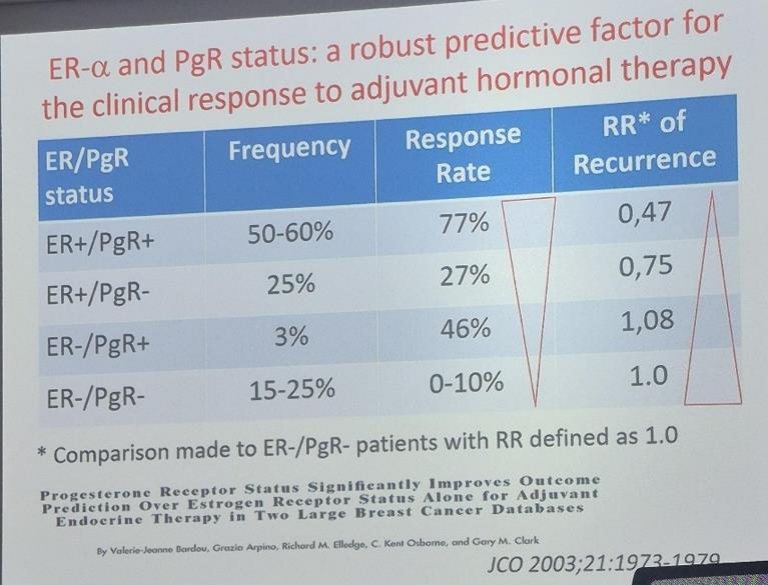 ER-α and PgR status: a robust predictive factor for
the clinical response to adjuvant hormonal therapy
ER/PgR status Frequency Response Rate RR* of Recurrence
ER+/PgR+ 50-60% 77% 0,47
ER+/PgR- 25% 27% 0,75
ER-/PgR+ 3% 46% 1,08
ER-/PgR- 15-25% 0-10% 1.0
* Comparison made to ER-/PgR- patients with RR defined as 1.0
Progesterone Receptor Status Significantly Improves Outcome
Prediction Over Estrogen Receptor Status Alone for Adjuvant
Endocrine Therapy in Two Large Breast Cancer Databases
By Valerie-Jeanne Bardou, Grazia Arpino, Richard M. Elledge, C. Kent Osborne, and Gary M. Clark
JCO 2003;21:1973-1979